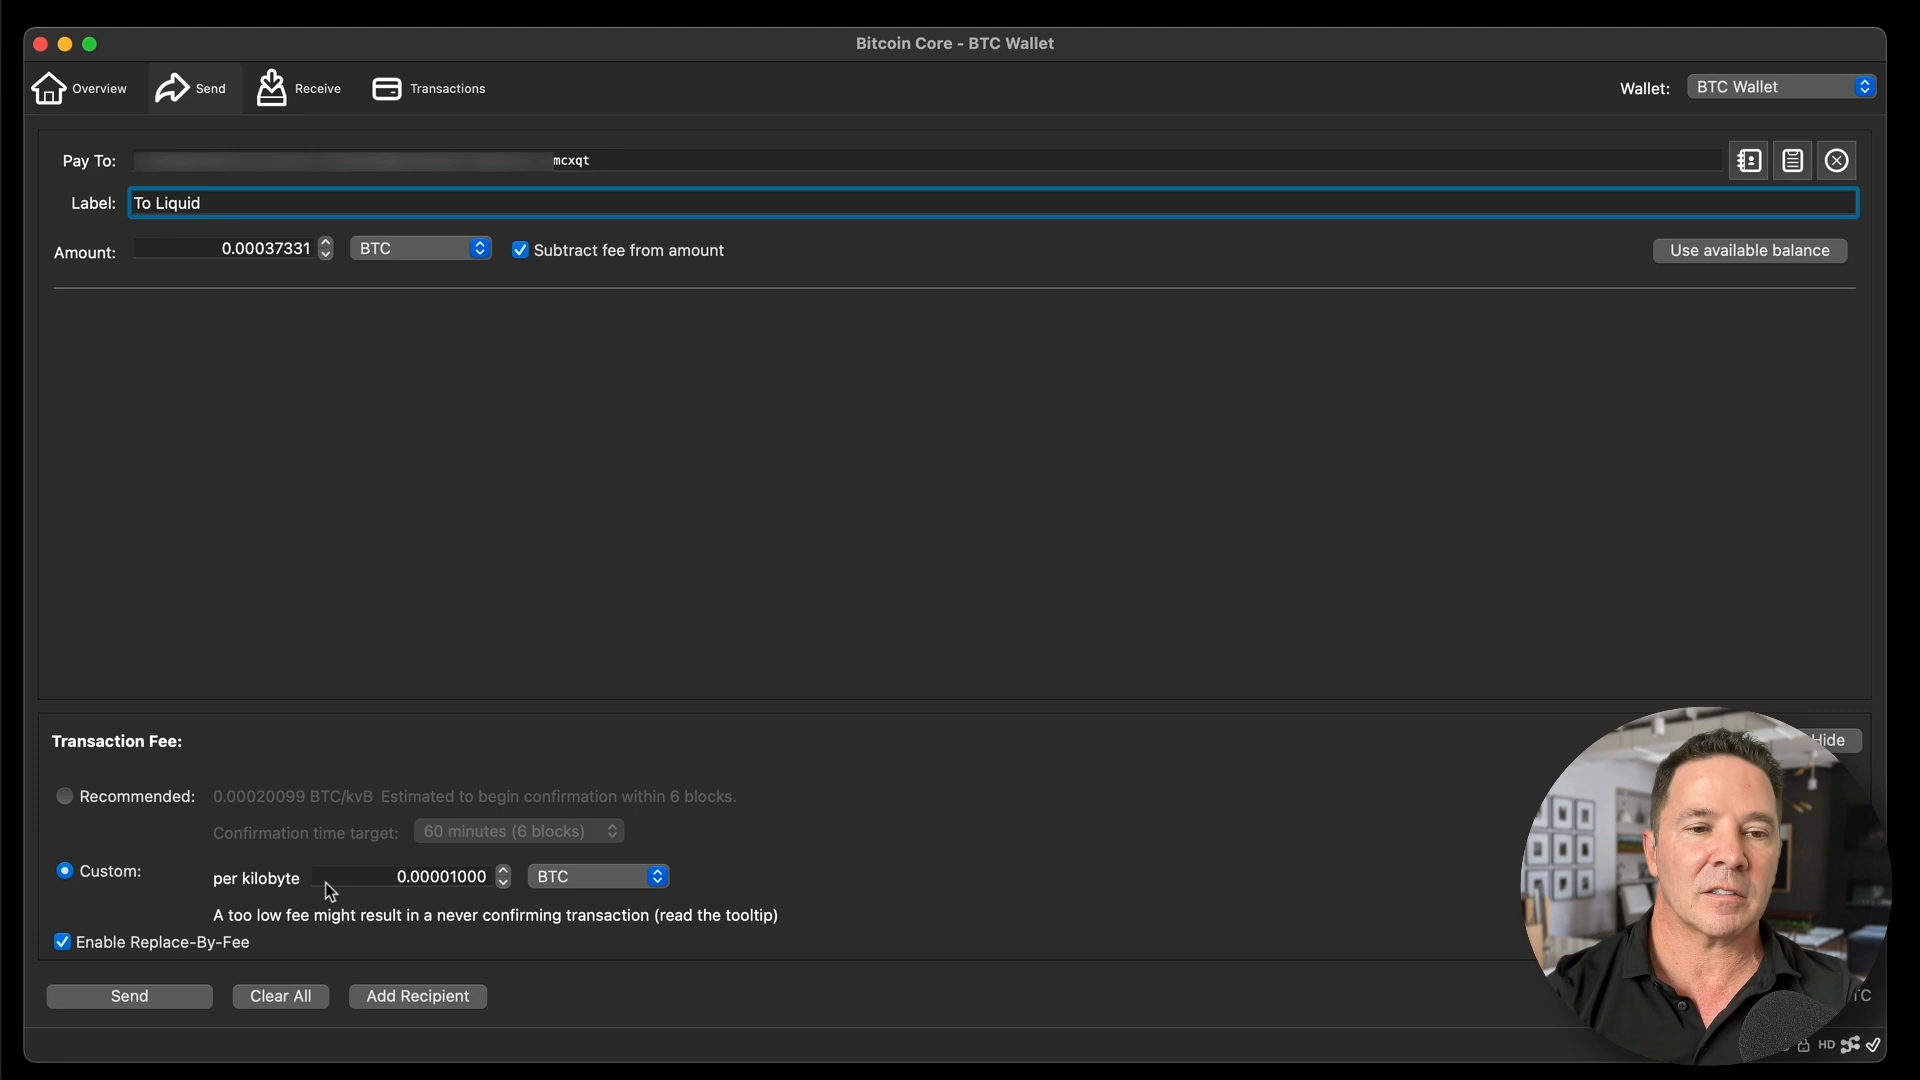 Bitcoin Core - BTC Wallet
Overview
Send
Receive
Transactions
Wallet: BTC Wallet
Pay To: mcxqt
Label: To Liquid
Amount: 0.00037331 BTC Subtract fee from amount Use available balance
Transaction Fee:
Hide
Recommended: 0.00020099 BTC/kvB Estimated to begin confirmation within 6 blocks.
Confirmation time target: 60 minutes (6 blocks)
Custom: per kilobyte 0.00001000 BTC
A too low fee might result in a never confirming transaction (read the tooltip)
Enable Replace-By-Fee
Send Clear All Add Recipient
HD